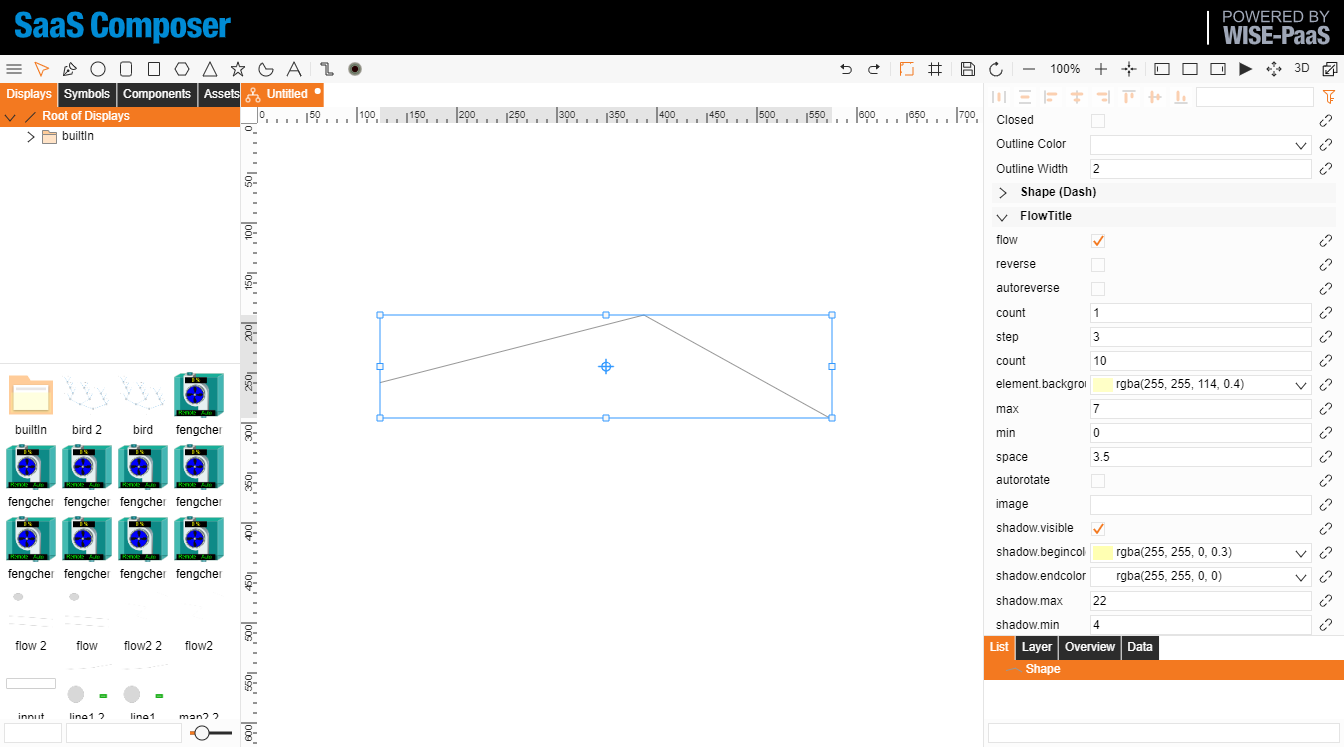 SaaS Composer
POWERED BY
WISE-PaaS
100%
3D
Displays Symbols Components Assets
Untitled
Root of Displays
builtIn
0 50 100 150 200 250 300 350 400 450 500 550 600 650 700
0
50
100
150
200
250
300
350
400
450
500
550
600
builtIn bird 2 bird fengcher
fengcher fengcher fengcher fengcher
fengcher fengcher fengcher fengcher
flow 2 flow flow2 2 flow2
input line1 2 line1 map2 2
Closed
Outline Color
Outline Width 2
Shape (Dash)
FlowTitle
flow
reverse
autoreverse
count 1
step 3
count 10
element.backgrou rgba(255, 255, 114, 0.4)
max 7
min 0
space 3.5
autorotate
image
shadow.visible
shadow.begincol rgba(255, 255, 0, 0.3)
shadow.endcolor rgba(255, 255, 0, 0)
shadow.max 22
shadow.min 4
List Layer Overview Data
Shape